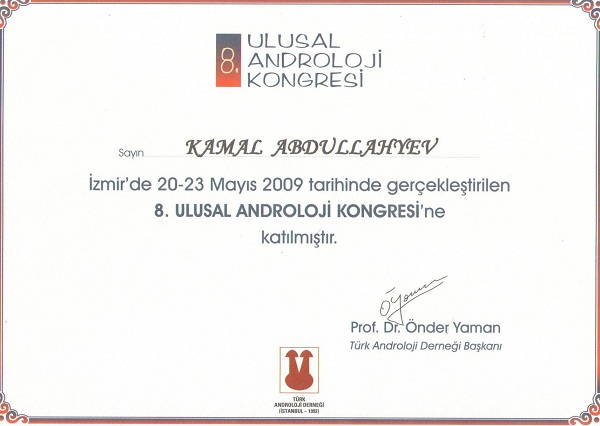 8. ULUSAL
ANDROLOJİ
KONGRESİ
Sayın KAMAL ABDULLAHYEV
İzmir'de 20-23 Mayıs 2009 tarihinde gerçekleştirilen
8. ULUSAL ANDROLOJİ KONGRESİ'ne
katılmıştır.
Prof. Dr. Önder Yaman
Türk Androloji Derneği Başkanı
TÜRK
ANDROLOJİ DERNEĞİ
(İSTANBUL - 1992)